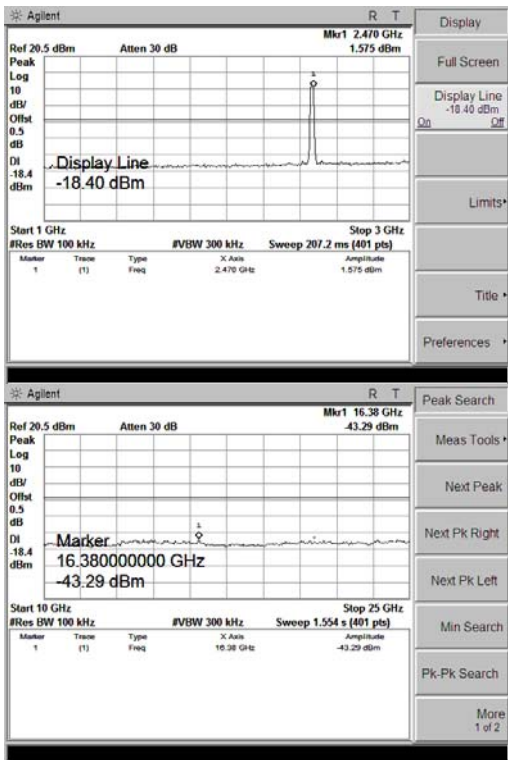 Agilent R T
Mkr1 2.470 GHz
Ref 20.5 dBm Atten 30 dB 1.575 dBm
Peak
Log
10
dB/
Offst
0.5
dB
DI
-18.4
dBm
1
Display Line
-18.40 dBm
Start 1 GHz Stop 3 GHz
#Res BW 100 kHz #VBW 300 kHz Sweep 207.2 ms (401 pts)
Marker Trace Type X Axis Amplitude
1 (1) Freq 2.470 GHz 1.575 dBm
Display
Full Screen
Display Line
-18.40 dBm
On Off
Limits
Title
Preferences
Agilent R T
Mkr1 16.38 GHz
Ref 20.5 dBm Atten 30 dB -43.29 dBm
Peak
Log
10
dB/
Offst
0.5
dB
DI
-18.4
dBm
1
Marker
16.380000000 GHz
-43.29 dBm
Start 10 GHz Stop 25 GHz
#Res BW 100 kHz #VBW 300 kHz Sweep 1.554 s (401 pts)
Marker Trace Type X Axis Amplitude
1 (1) Freq 16.38 GHz -43.29 dBm
Peak Search
Meas Tools
Next Peak
Next Pk Right
Next Pk Left
Min Search
Pk-Pk Search
More
1 of 2